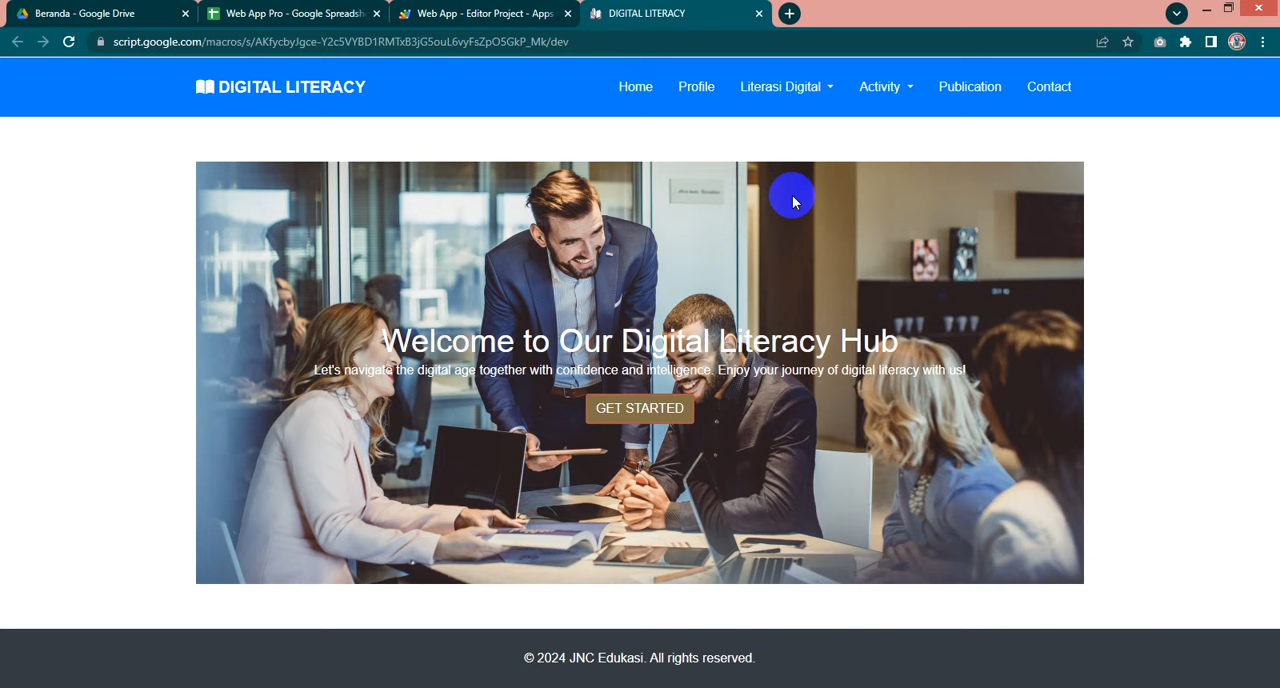 Beranda - Google Drive
Web App Pro - Google Spreadsh
Web App - Editor Project - Apps
DIGITAL LITERACY
script.google.com/macros/s/AKfycbyJgce-Y2c5VYBD1RMTxB3jG5ouL6vyFsZpO5GkP_Mk/dev
DIGITAL LITERACY
Home Profile Literasi Digital Activity Publication Contact
Welcome to Our Digital Literacy Hub
Let's navigate the digital age together with confidence and intelligence. Enjoy your journey of digital literacy with us!
GET STARTED
© 2024 JNC Edukasi. All rights reserved.